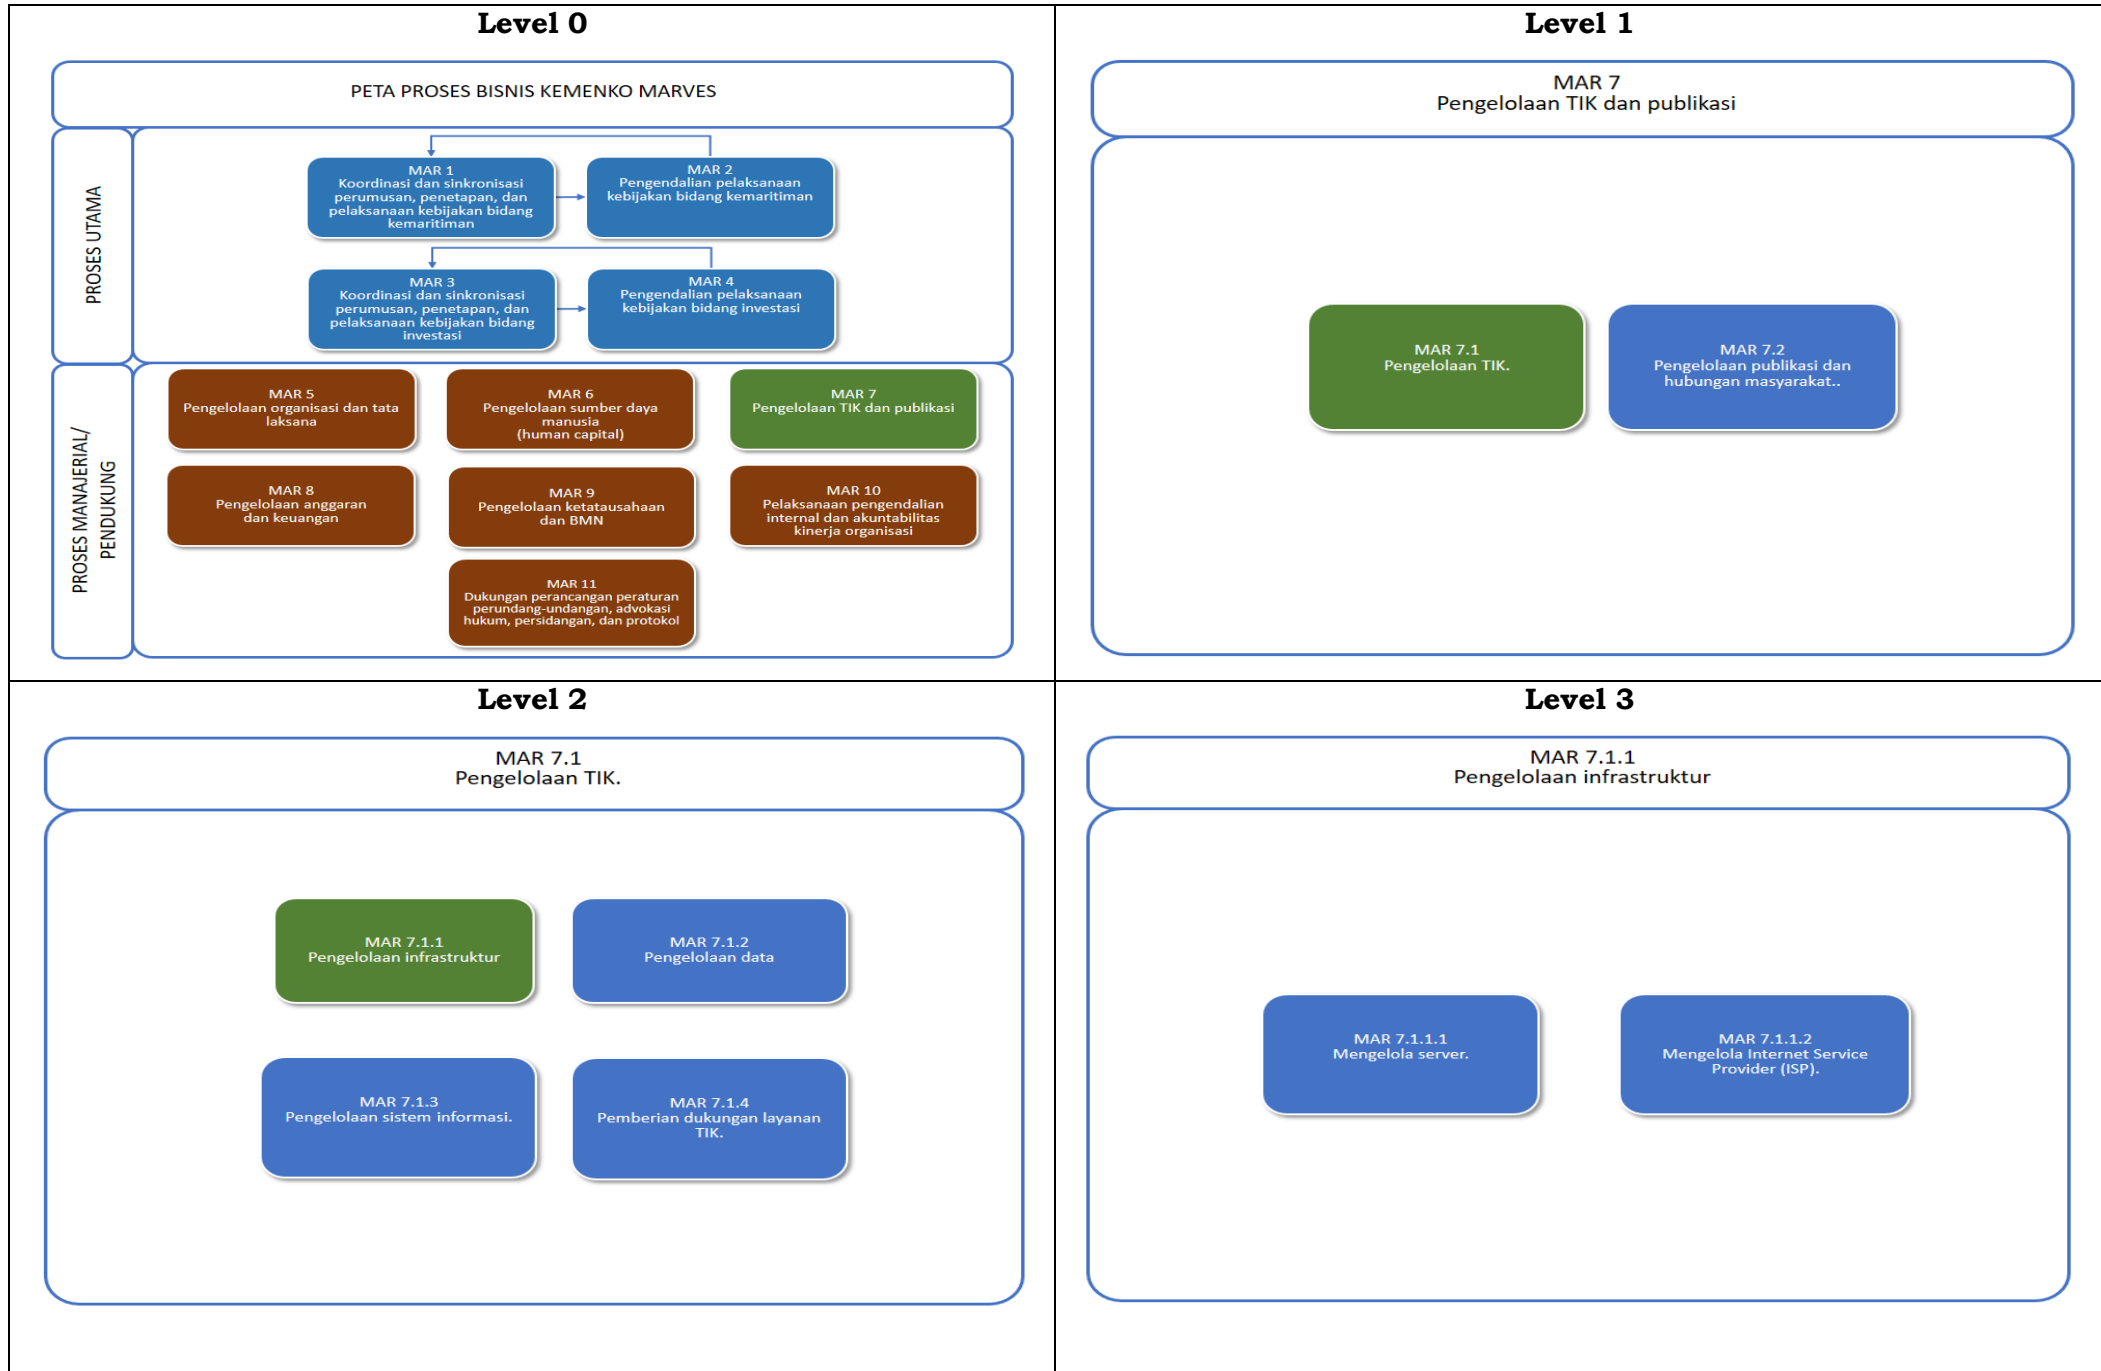 Level 0
PETA PROSES BISNIS KEMENKO MARVES
PROSES UTAMA
MAR 1
Koordinasi dan sinkronisasi
perumusan, penetapan, dan
pelaksanaan kebijakan bidang
kemaritiman
MAR 2
Pengendalian pelaksanaan
kebijakan bidang kemaritiman
MAR 3
Koordinasi dan sinkronisasi
perumusan, penetapan, dan
pelaksanaan kebijakan bidang
investasi
MAR 4
Pengendalian pelaksanaan
kebijakan bidang investasi
PROSES MANAJERIAL/
PENDUKUNG
MAR 5
Pengelolaan organisasi dan tata
laksana
MAR 6
Pengelolaan sumber daya
manusia
(human capital)
MAR 7
Pengelolaan TIK dan publikasi
MAR 8
Pengelolaan anggaran
dan keuangan
MAR 9
Pengelolaan ketatausahaan
dan BMN
MAR 10
Pelaksanaan pengendalian
internal dan akuntabilitas
kinerja organisasi
MAR 11
Dukungan perancangan peraturan
perundang-undangan, advokasi
hukum, persidangan, dan protokol
Level 1
MAR 7
Pengelolaan TIK dan publikasi
MAR 7.1
Pengelolaan TIK.
MAR 7.2
Pengelolaan publikasi dan
hubungan masyarakat..
Level 2
MAR 7.1
Pengelolaan TIK.
MAR 7.1.1
Pengelolaan infrastruktur
MAR 7.1.2
Pengelolaan data
MAR 7.1.3
Pengelolaan sistem informasi.
MAR 7.1.4
Pemberian dukungan layanan
TIK.
Level 3
MAR 7.1.1
Pengelolaan infrastruktur
MAR 7.1.1.1
Mengelola server.
MAR 7.1.1.2
Mengelola Internet Service
Provider (ISP).